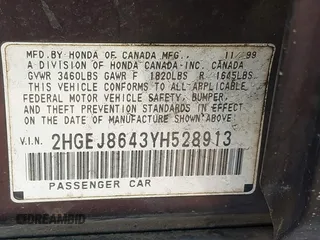 MFD.BY HONDA OF CANADA MFG., 11/99
A DIVISION OF HONDA CANADA-INC. CANADA
GVWR 3460LBS GAWR F 1820LBS R 1645LBS
THIS VEHICLE CONFORMS TO ALL APPLICABLE
FEDERAL MOTOR VEHICLE SAFETY, BUMPER,
AND THEFT PREVENTION STANDARDS IN EFFECT
ON THE DATE OF MANUFACTURE SHOWN ABOVE
V.I.N. 2HGEJ8643YH528913
PASSENGER CAR
© DREAMBID